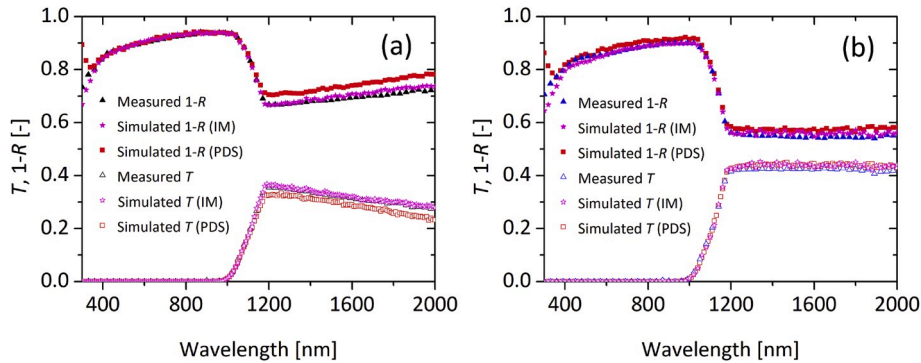 1.0
0.8
0.6
0.4
0.2
0.0
T, 1-R [-]
(a)
Measured 1-R
Simulated 1-R (IM)
Simulated 1-R (PDS)
Measured T
Simulated T (IM)
Simulated T (PDS)
400 800 1200 1600 2000
Wavelength [nm]
1.0
0.8
0.6
0.4
0.2
0.0
T, 1-R [-]
(b)
Measured 1-R
Simulated 1-R (IM)
Simulated 1-R (PDS)
Measured T
Simulated T (IM)
Simulated T (PDS)
400 800 1200 1600 2000
Wavelength [nm]